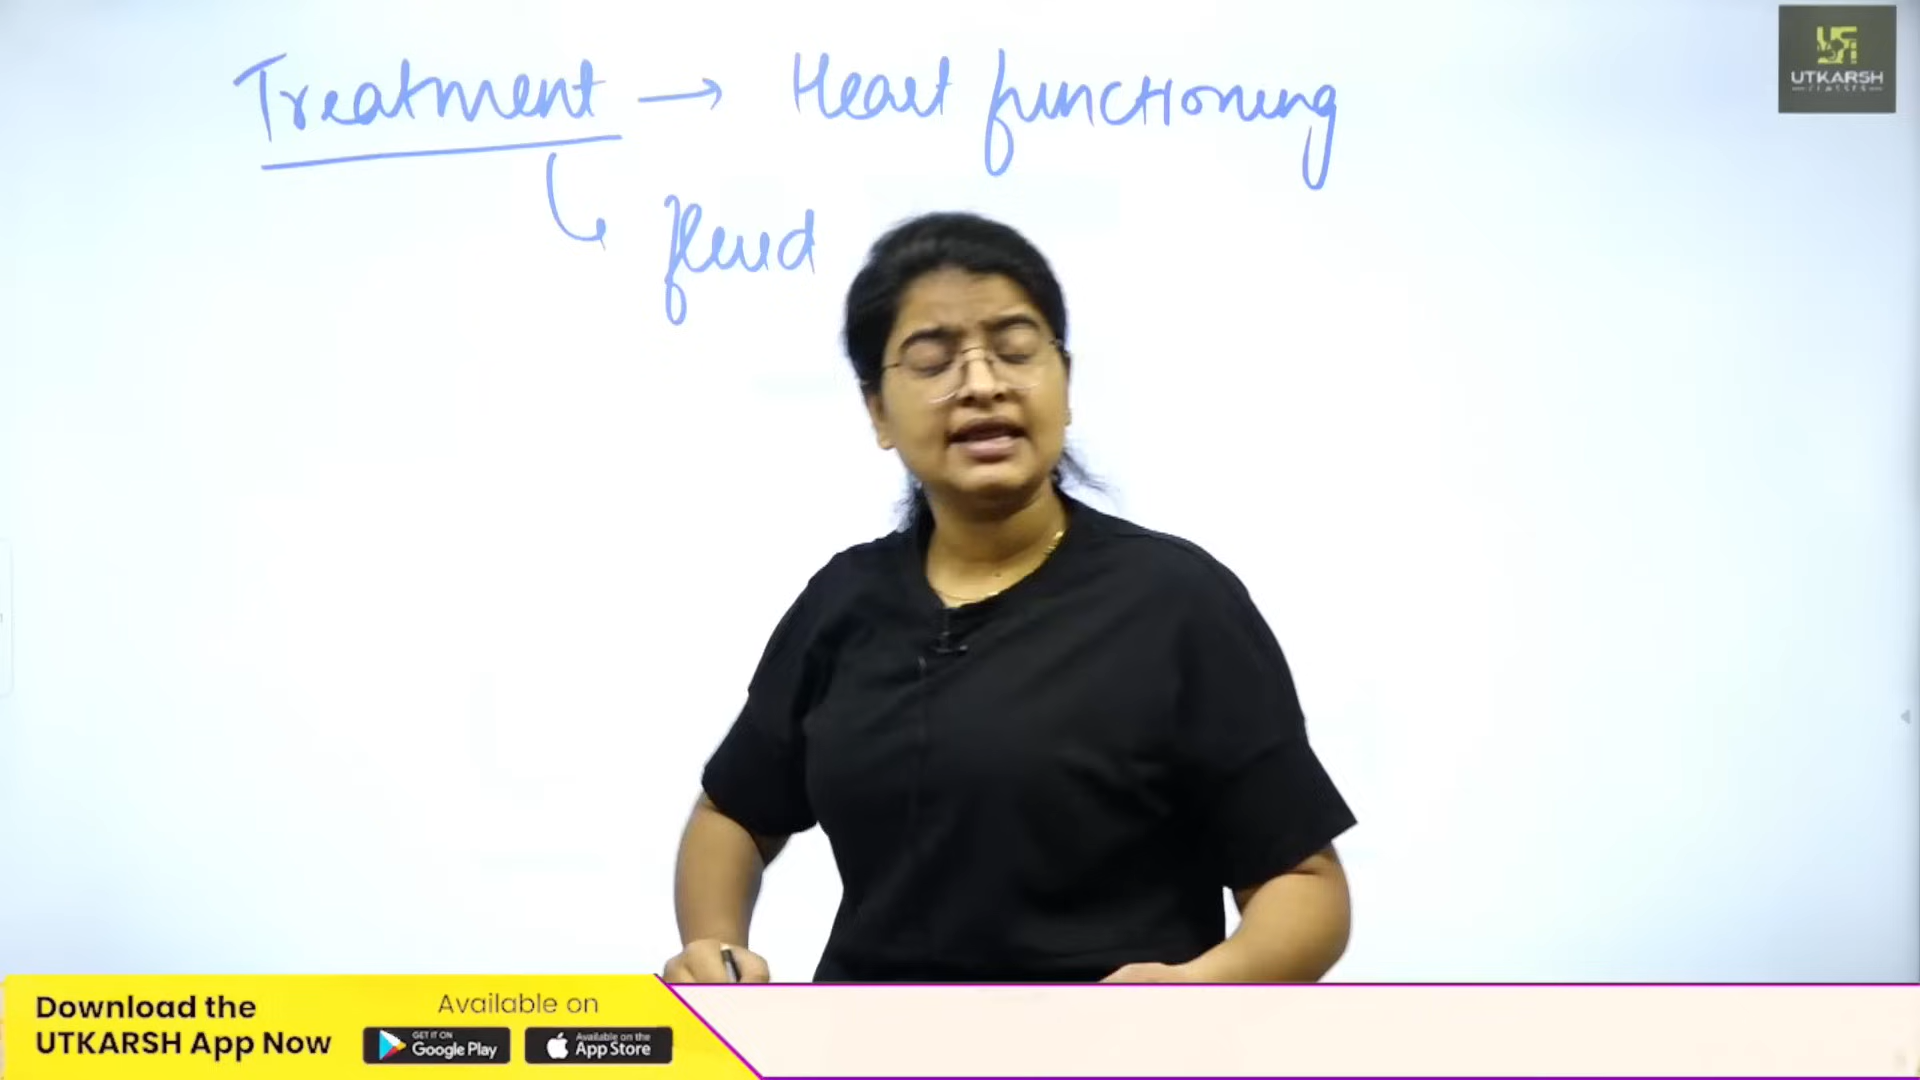 Treatment → Heart functioning
fluid
UTKARSH
CLASSES
Download the
UTKARSH App Now
Available on
GET IT ON
Google Play
Available on the
App Store